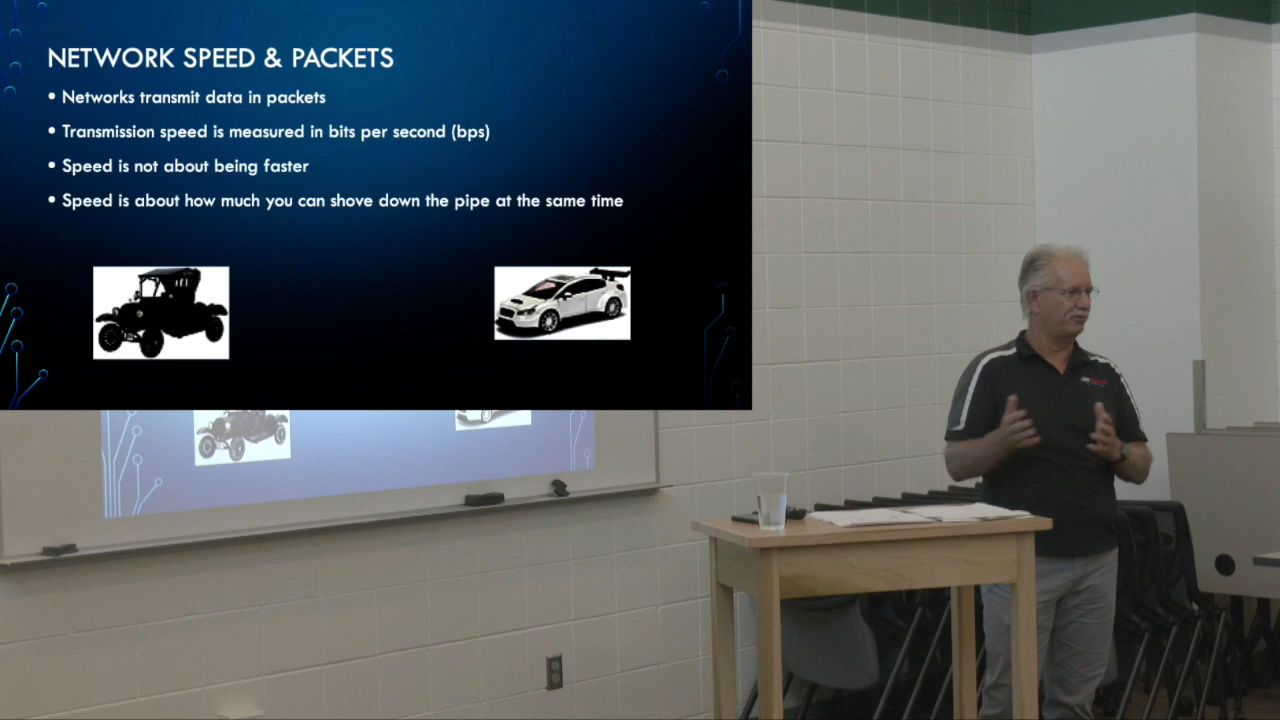 NETWORK SPEED & PACKETS
• Networks transmit data in packets
• Transmission speed is measured in bits per second (bps)
• Speed is not about being faster
• Speed is about how much you can shove down the pipe at the same time